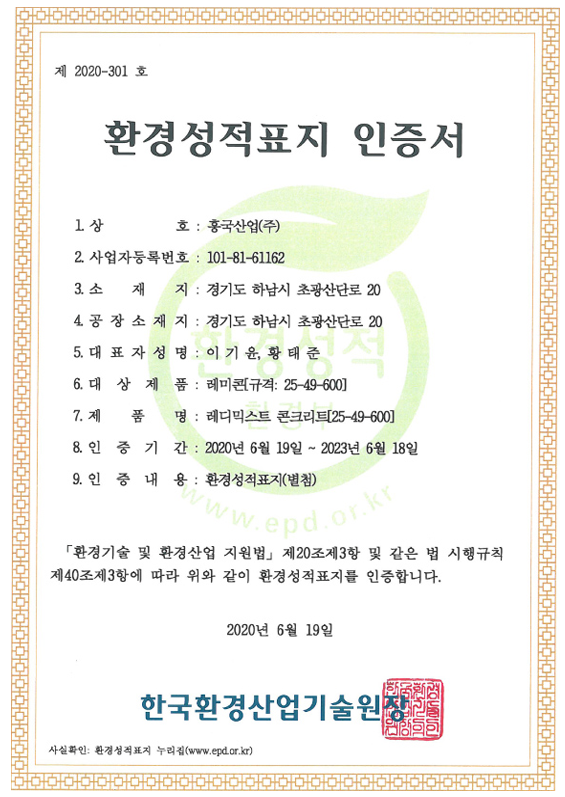 제 2020-301 호
환경성적표지 인증서
1. 상 호 : 흥국산업(주)
2. 사업자등록번호 : 101-81-61162
3. 소 재 지 : 경기도 하남시 초광산단로 20
4. 공 장 소 재 지 : 경기도 하남시 초광산단로 20
5. 대 표 자 성 명 : 이 기 윤, 황 태 준
6. 대 상 제 품 : 레미콘[규격: 25-49-600]
7. 제 품 명 : 레디믹스트 콘크리트[25-49-600]
8. 인 증 기 간 : 2020년 6월 19일 ~ 2023년 6월 18일
9. 인 증 내 용 : 환경성적표지(별첨)
환경성적
환경부
www.epd.or.kr
「환경기술 및 환경산업 지원법」 제20조제3항 및 같은 법 시행규칙
제40조제3항에 따라 위와 같이 환경성적표지를 인증합니다.
2020년 6월 19일
한국환경산업기술원장
사실확인: 환경성적표지 누리집(www.epd.or.kr)